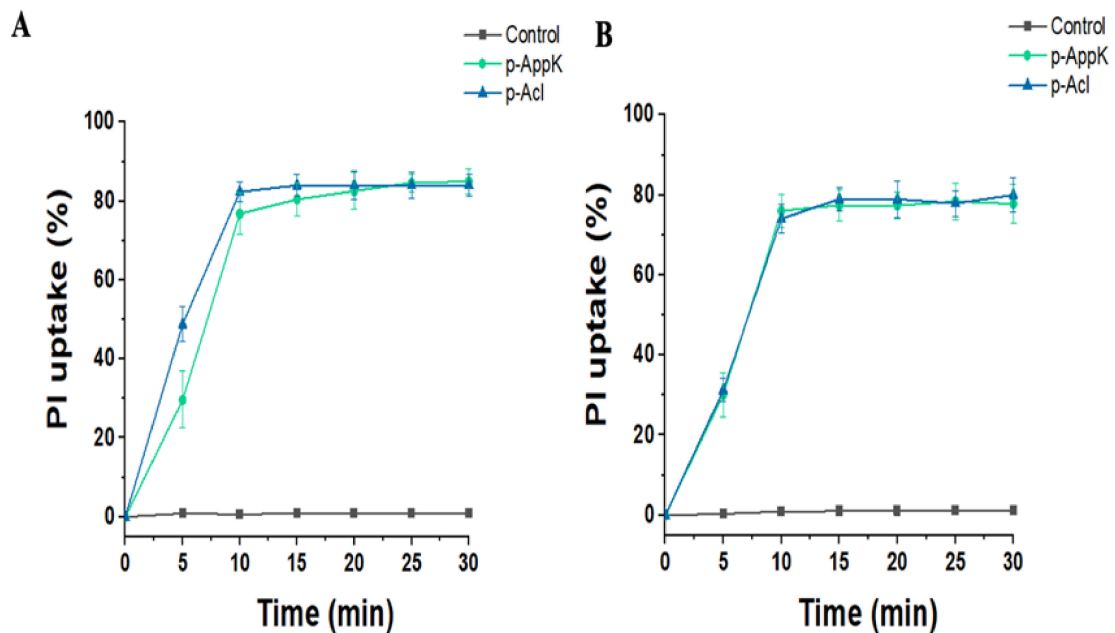 A
Control
p-AppK
p-AcI
100
80
60
40
20
0
PI uptake (%)
0 5 10 15 20 25 30
Time (min)
B
Control
p-AppK
p-AcI
100
80
60
40
20
0
PI uptake (%)
0 5 10 15 20 25 30
Time (min)